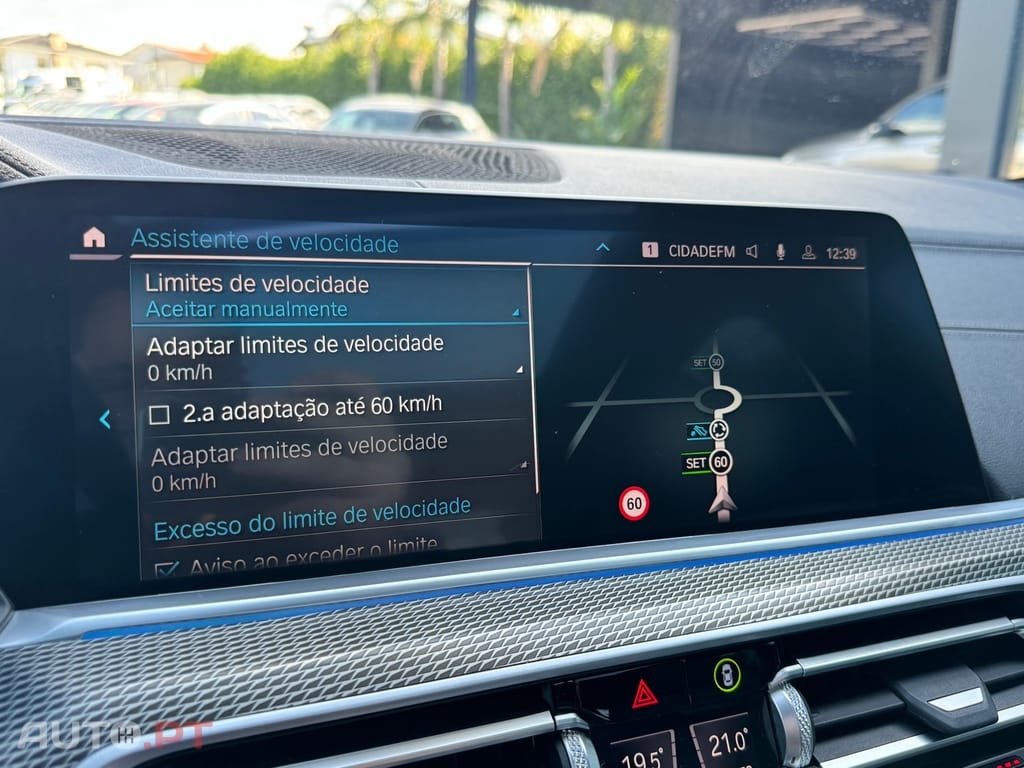 Assistente de velocidade
1 CIDADEFM 12:39
Limites de velocidade
Aceitar manualmente
Adaptar limites de velocidade
0 km/h
2.a adaptação até 60 km/h
Adaptar limites de velocidade
0 km/h
Excesso do limite de velocidade
Aviso ao exceder o limite
SET 50
SET 60
60
19.5°
21.0°
AUTO.PT